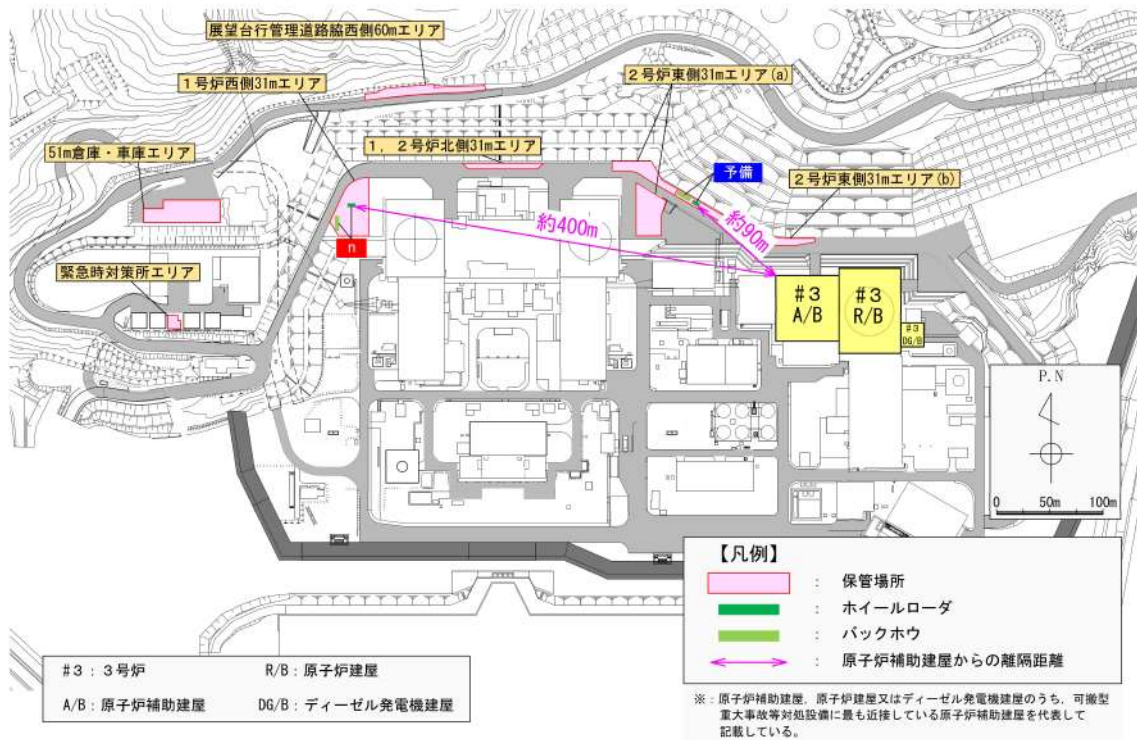 展望台行管理道路脇西側60mエリア
1号炉西側31mエリア
2号炉東側31mエリア(a)
51m倉庫・車庫エリア
1,2号炉北側31mエリア
予備
2号炉東側31mエリア(b)
約400m
約90m
n
緊急時対策所エリア
#3
A/B
#3
R/B
#3
DG/B
P.N
0 50m 100m
【凡例】
: 保管場所
: ホイールローダ
: バックホウ
: 原子炉補助建屋からの離隔距離
#3:3号炉 R/B:原子炉建屋
A/B:原子炉補助建屋 DG/B:ディーゼル発電機建屋
※:原子炉補助建屋,原子炉建屋又はディーゼル発電機建屋のうち,可搬型
重大事故等対処設備に最も近接している原子炉補助建屋を代表して
記載している。